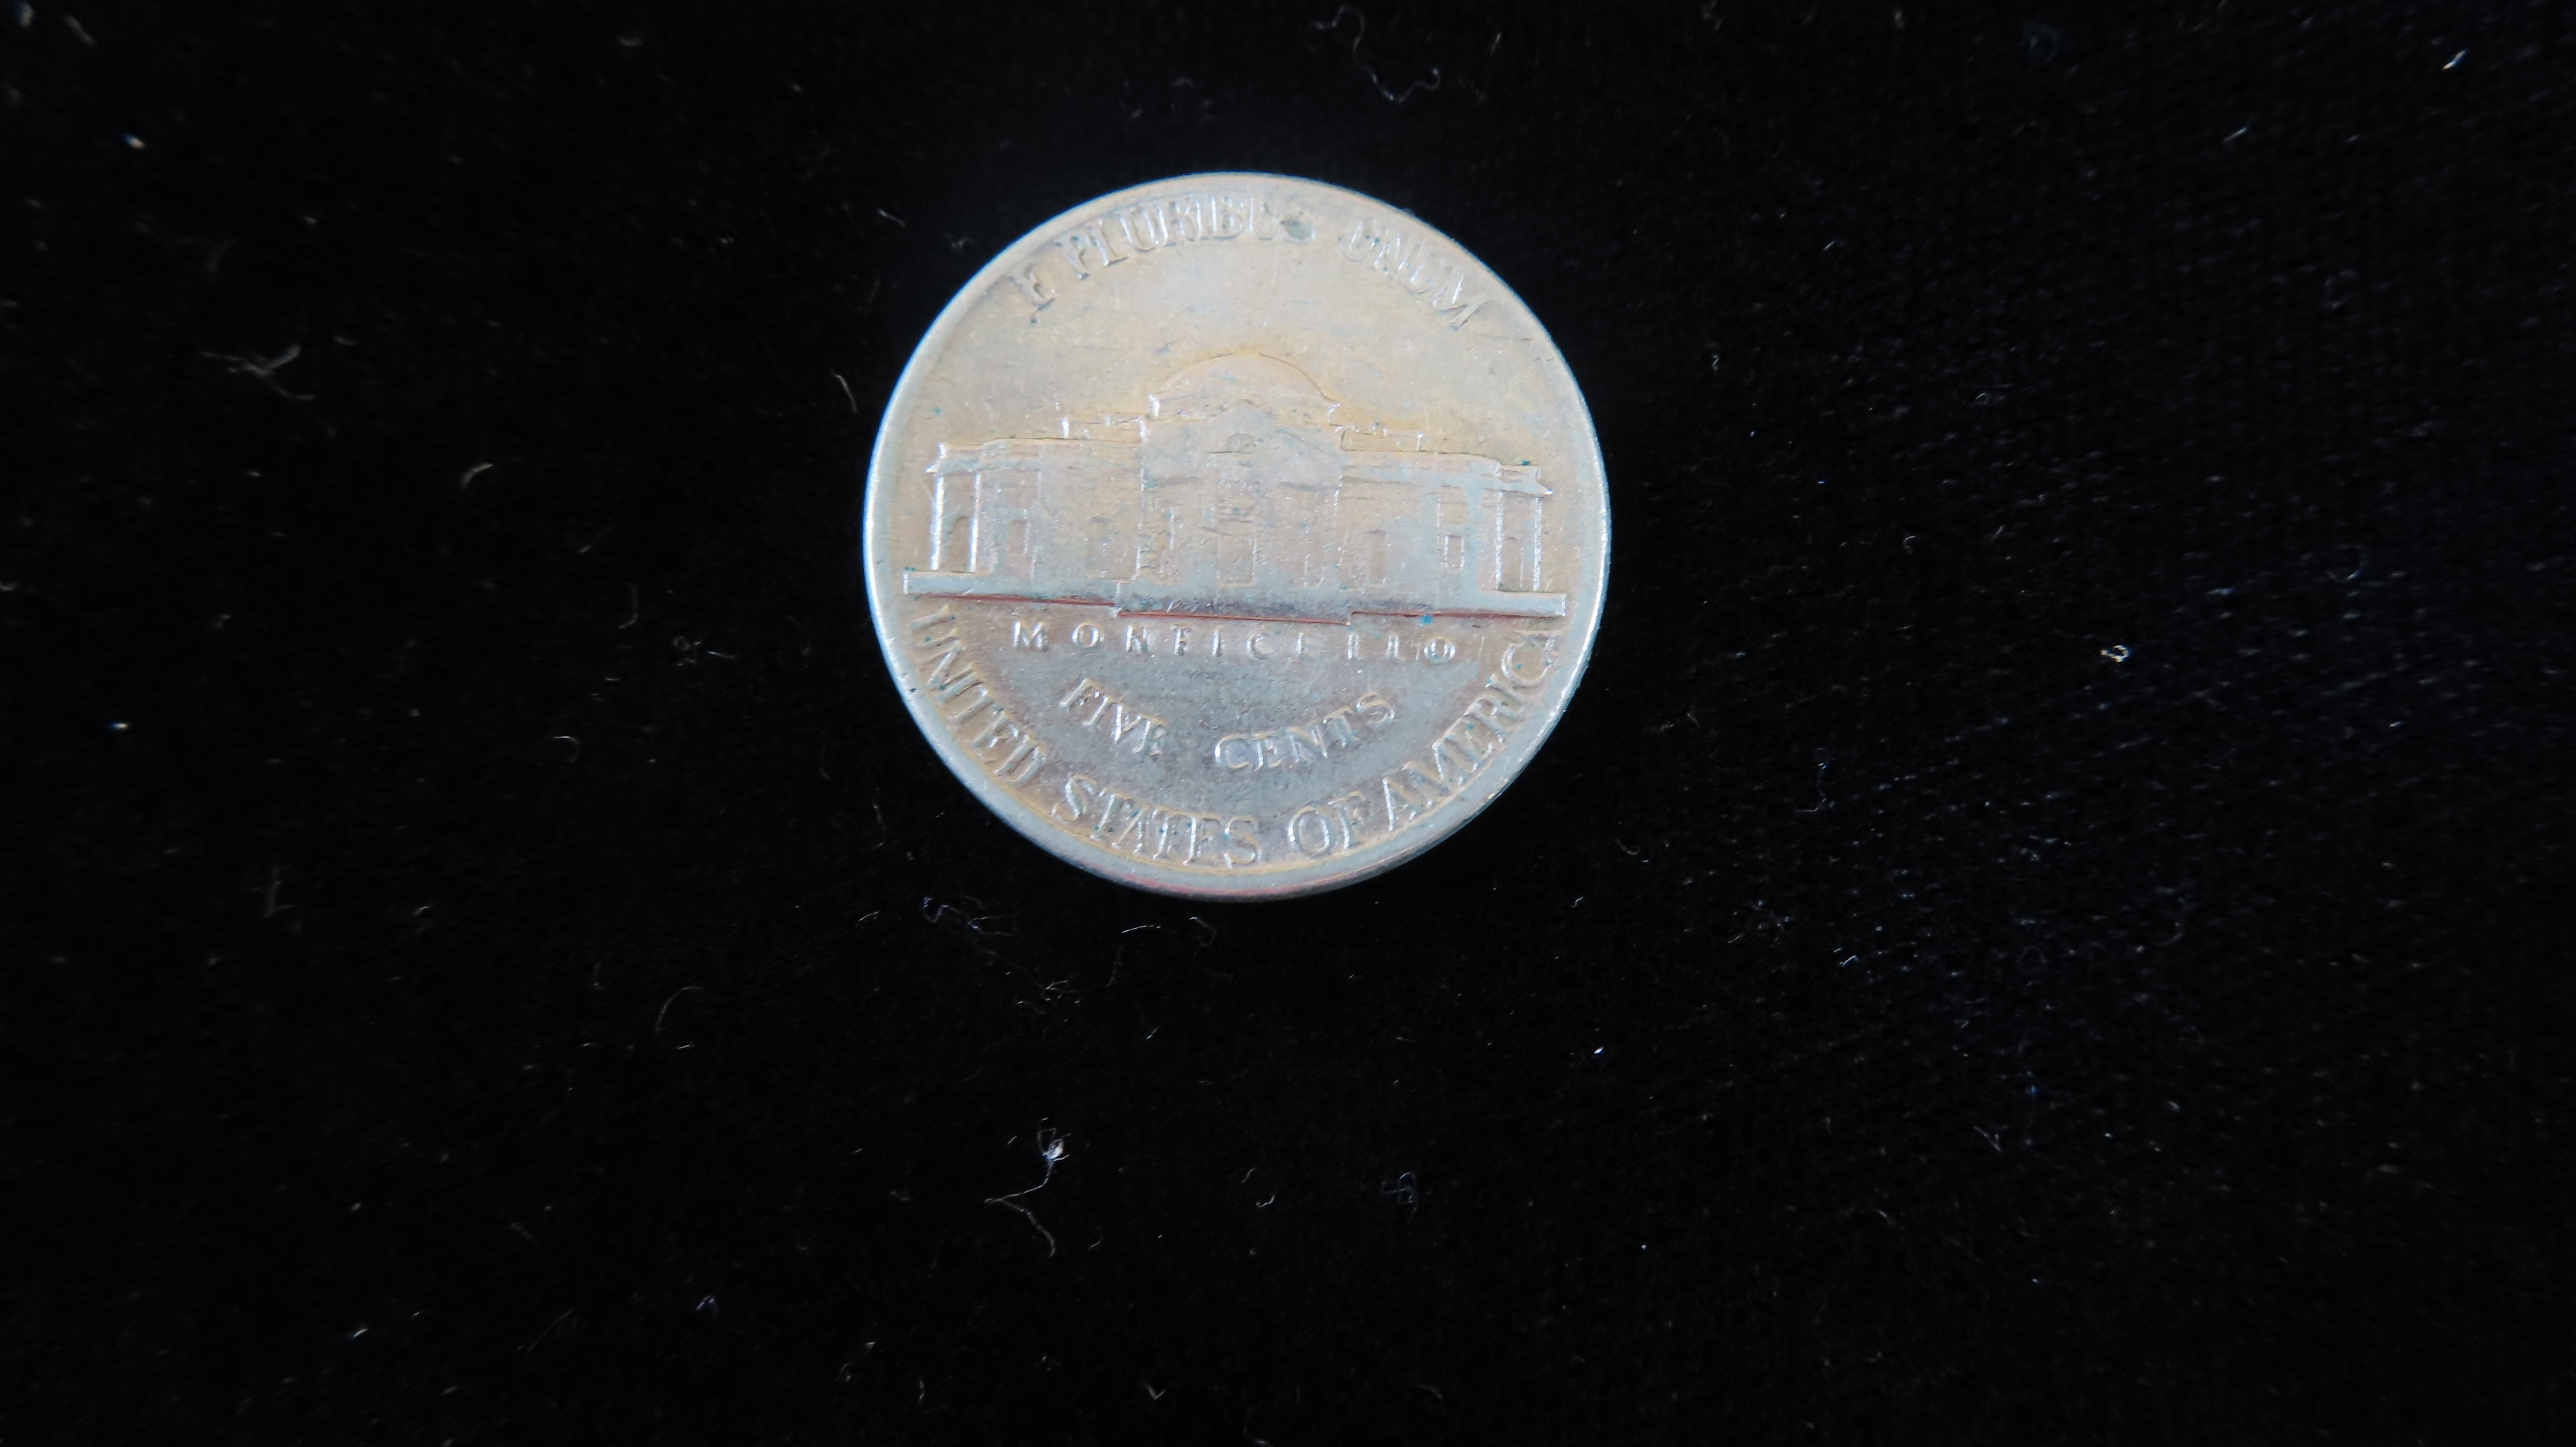 E PLURIBUS UNUM
MONTICELLO
FIVE CENTS
UNITED STATES OF AMERICA